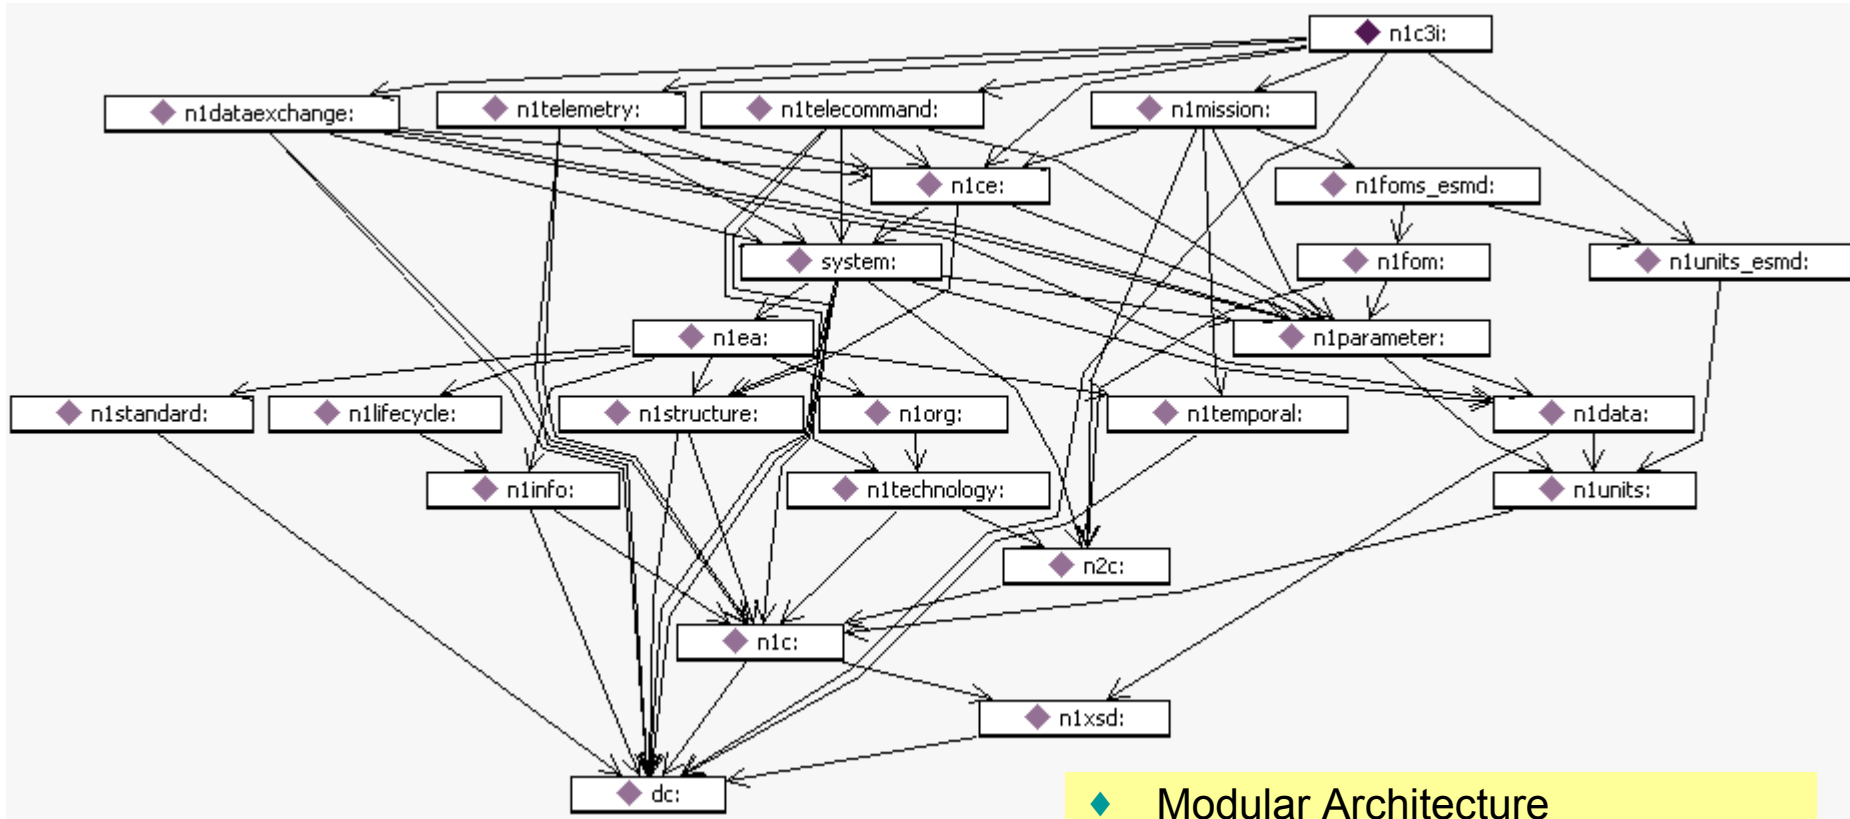 n1c3i:
n1dataexchange:
n1telemetry:
n1telecommand:
n1mission:
n1ce:
n1foms_esmd:
system:
n1fom:
n1units_esmd:
n1ea:
n1parameter:
n1standard:
n1lifecycle:
n1structure:
n1org:
n1temporal:
n1data:
n1info:
n1technology:
n1units:
n2c:
n1c:
n1xsd:
dc:
Modular Architecture